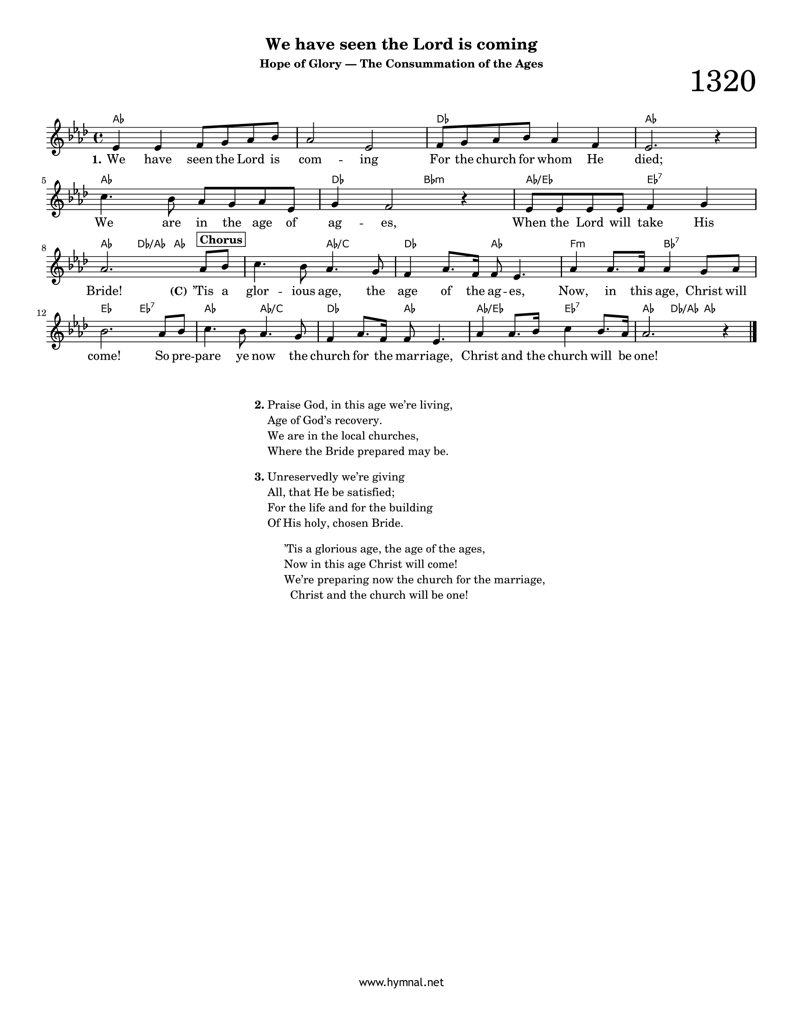 We have seen the Lord is coming
Hope of Glory — The Consummation of the Ages
1320
A♭ D♭ A♭
1. We have seen the Lord is com - ing For the church for whom He died;
5 A♭ D♭ B♭m A♭/E♭ E♭7
We are in the age of ag - es, When the Lord will take His
8 A♭ D♭/A♭ A♭ Chorus A♭/C D♭ A♭ Fm B♭7
Bride! (C) 'Tis a glor - ious age, the age of the ag - es, Now, in this age, Christ will
12 E♭ E♭7 A♭ A♭/C D♭ A♭ A♭/E♭ E♭7 A♭ D♭/A♭ A♭
come! So pre-pare ye now the church for the marriage, Christ and the church will be one!
2. Praise God, in this age we're living,
Age of God's recovery.
We are in the local churches,
Where the Bride prepared may be.
3. Unreservedly we're giving
All, that He be satisfied;
For the life and for the building
Of His holy, chosen Bride.
'Tis a glorious age, the age of the ages,
Now in this age Christ will come!
We're preparing now the church for the marriage,
Christ and the church will be one!
www.hymnal.net